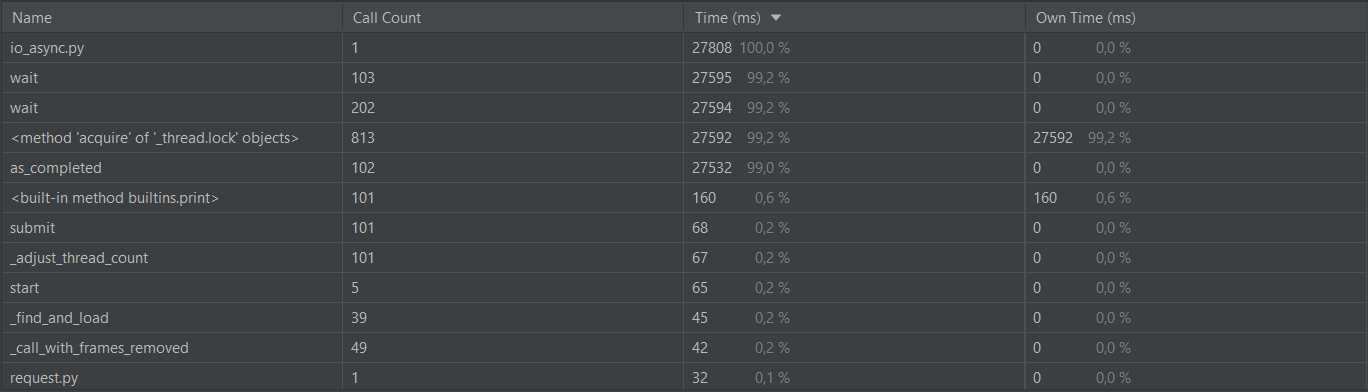 Name Call Count Time (ms) Own Time (ms)
io_async.py 1 27808 100,0 % 0 0,0 %
wait 103 27595 99,2 % 0 0,0 %
wait 202 27594 99,2 % 0 0,0 %
<method 'acquire' of '_thread.lock' objects> 813 27592 99,2 % 27592 99,2 %
as_completed 102 27532 99,0 % 0 0,0 %
<built-in method builtins.print> 101 160 0,6 % 160 0,6 %
submit 101 68 0,2 % 0 0,0 %
_adjust_thread_count 101 67 0,2 % 0 0,0 %
start 5 65 0,2 % 0 0,0 %
_find_and_load 39 45 0,2 % 0 0,0 %
_call_with_frames_removed 49 42 0,2 % 0 0,0 %
request.py 1 32 0,1 % 0 0,0 %